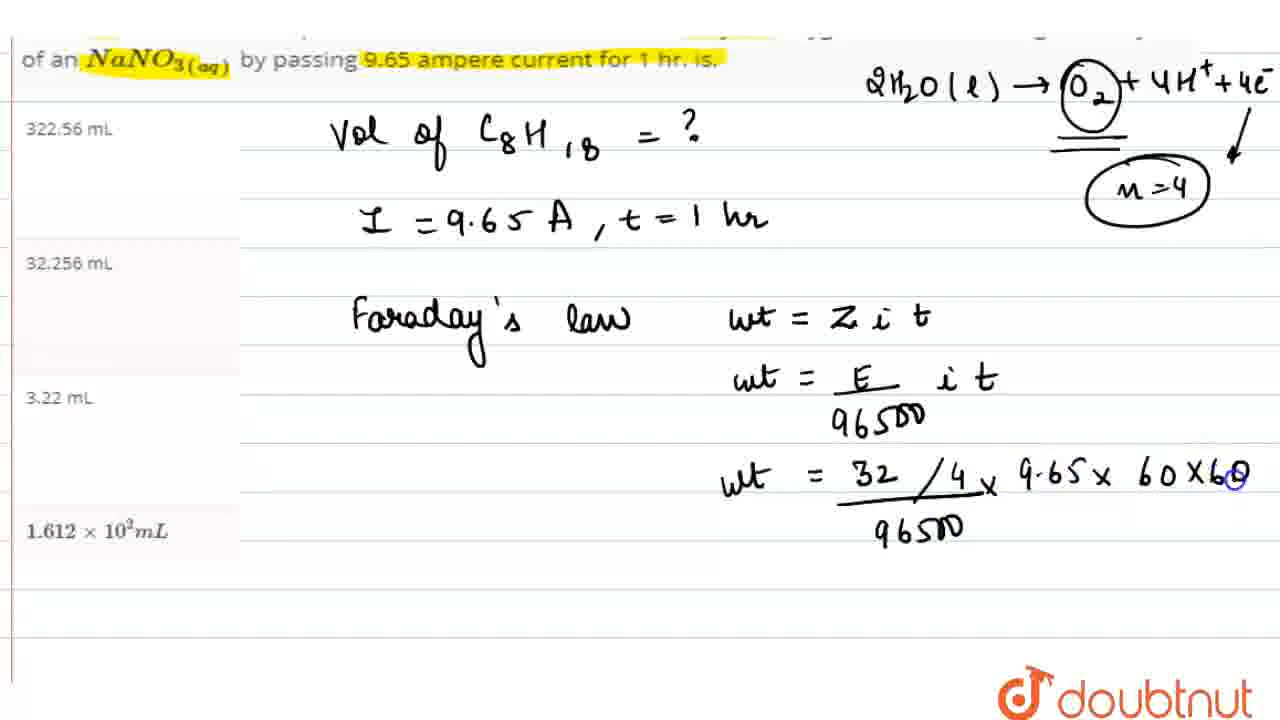 of an NaNO3(aq) by passing 9.65 ampere current for 1 hr. is.
2H2O(l) → O2 + 4H+ + 4e-
n = 4
322.56 mL
Vol of C8H18 = ?
I = 9.65 A, t = 1 hr
32.256 mL
Faraday's law
wt = Z i t
wt = E/96500 i t
3.22 mL
wt = 32/4/96500 × 9.65 × 60 × 60
1.612 × 10^2 mL
doubtnut